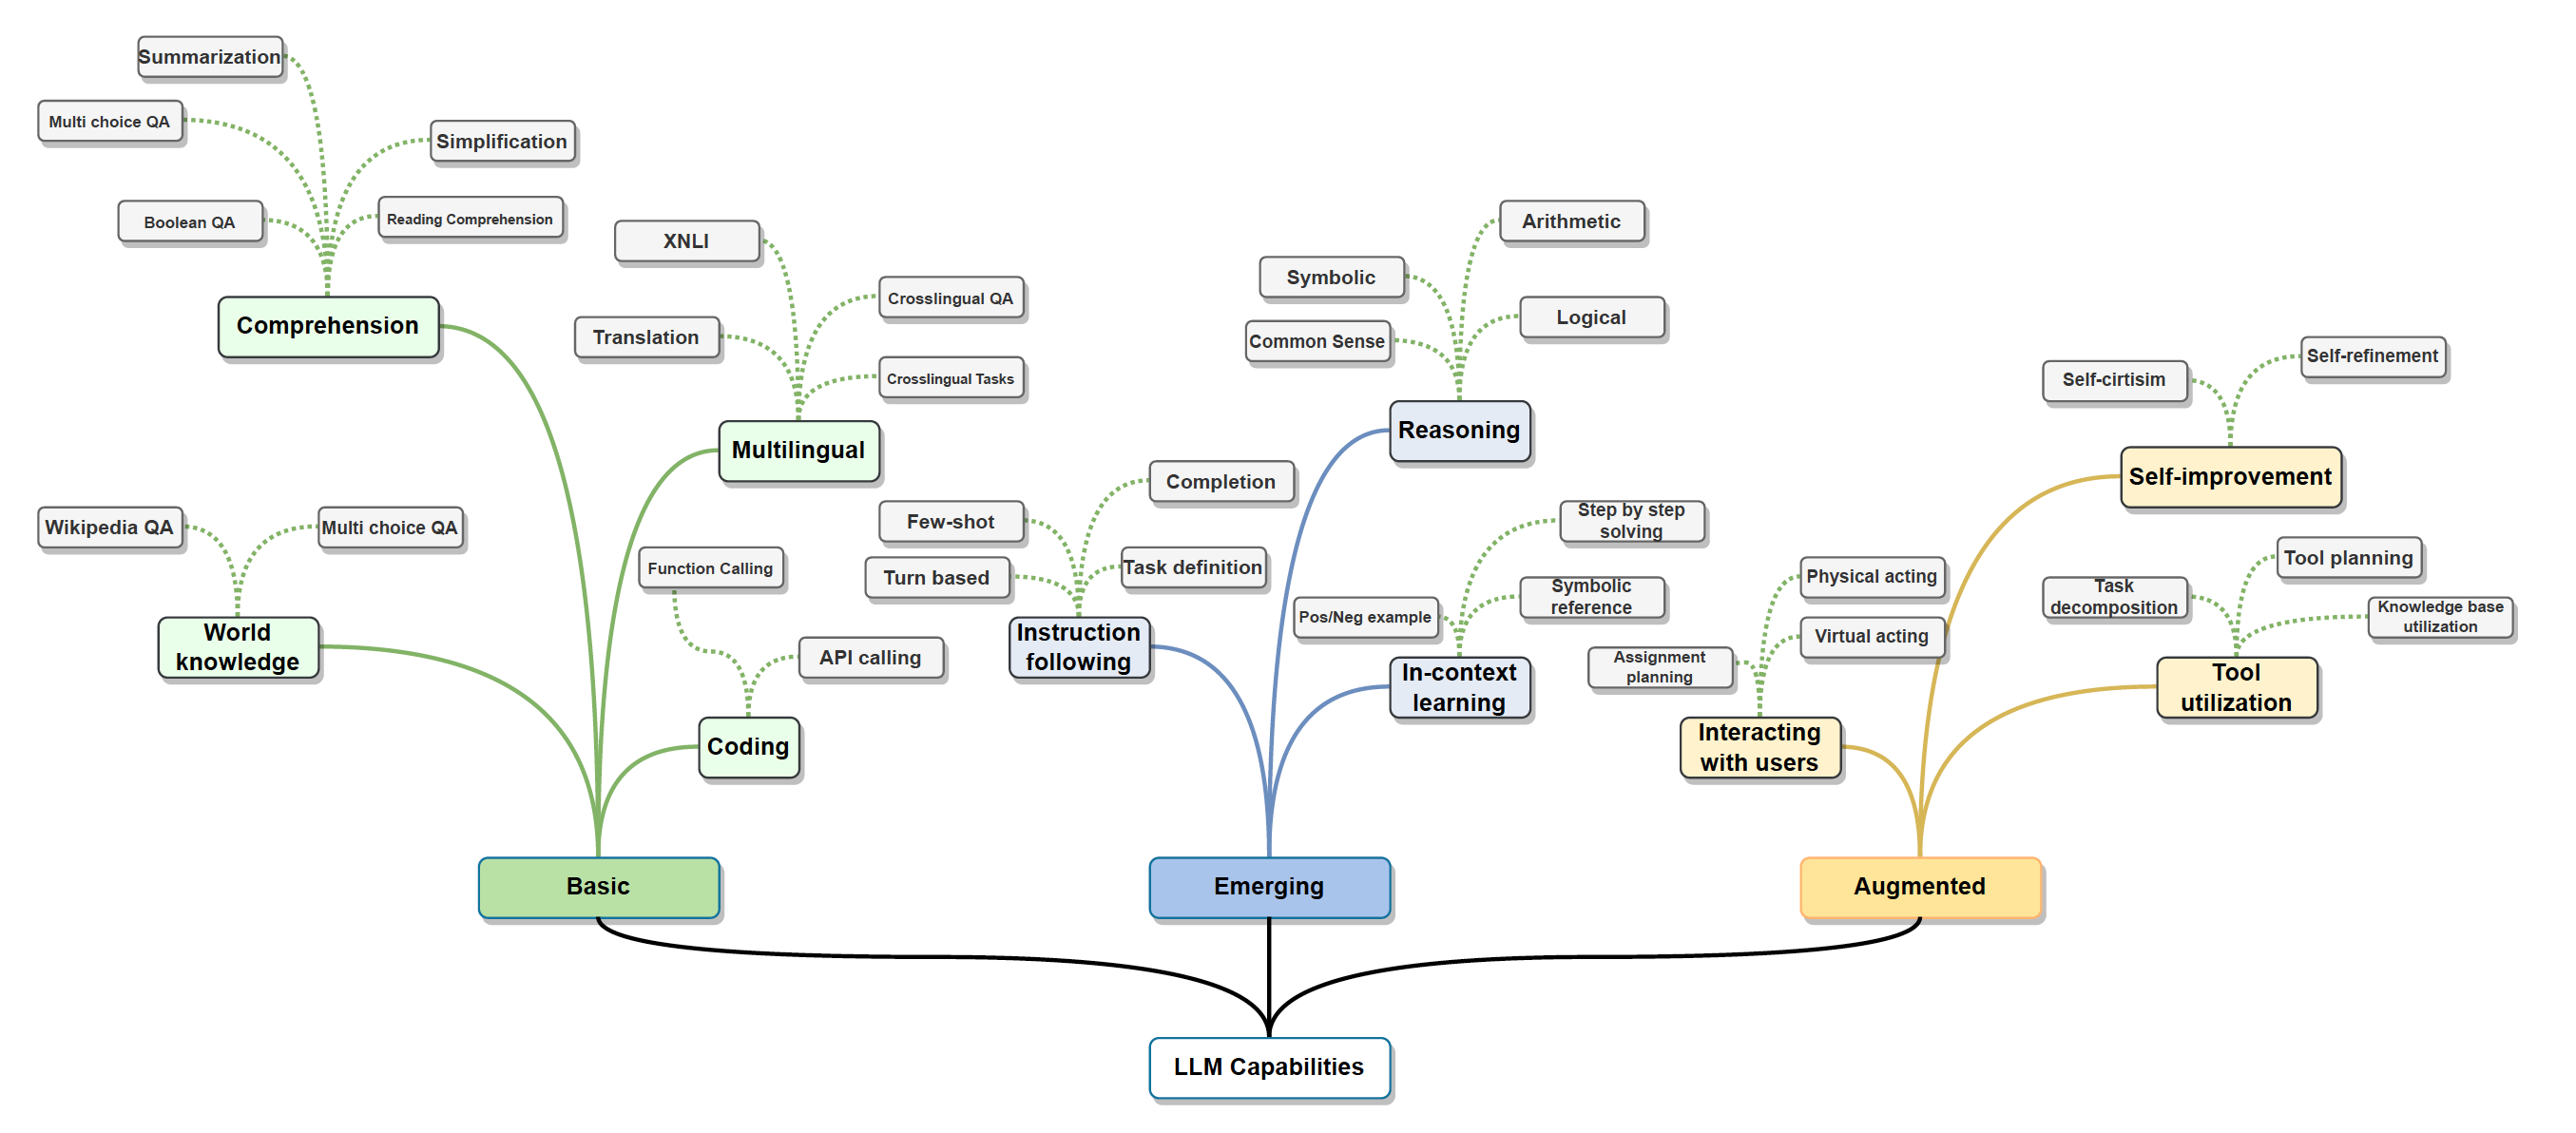 Summarization
Multi choice QA
Simplification
Boolean QA
Reading Comprehension
Comprehension
XNLI
Crosslingual QA
Translation
Crosslingual Tasks
Multilingual
Wikipedia QA
Multi choice QA
World
knowledge
Function Calling
API calling
Coding
Basic
Arithmetic
Symbolic
Logical
Common Sense
Reasoning
Completion
Few-shot
Task definition
Turn based
Instruction
following
Step by step
solving
Symbolic
reference
Pos/Neg example
In-context
learning
Emerging
Self-refinement
Self-cirtisim
Self-improvement
Physical acting
Virtual acting
Assignment
planning
Interacting
with users
Tool planning
Task
decomposition
Knowledge base
utilization
Tool
utilization
Augmented
LLM Capabilities